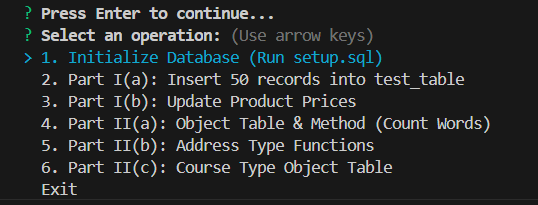 ? Press Enter to continue...
? Select an operation: (Use arrow keys)
> 1. Initialize Database (Run setup.sql)
2. Part I(a): Insert 50 records into test_table
3. Part I(b): Update Product Prices
4. Part II(a): Object Table & Method (Count Words)
5. Part II(b): Address Type Functions
6. Part II(c): Course Type Object Table
Exit